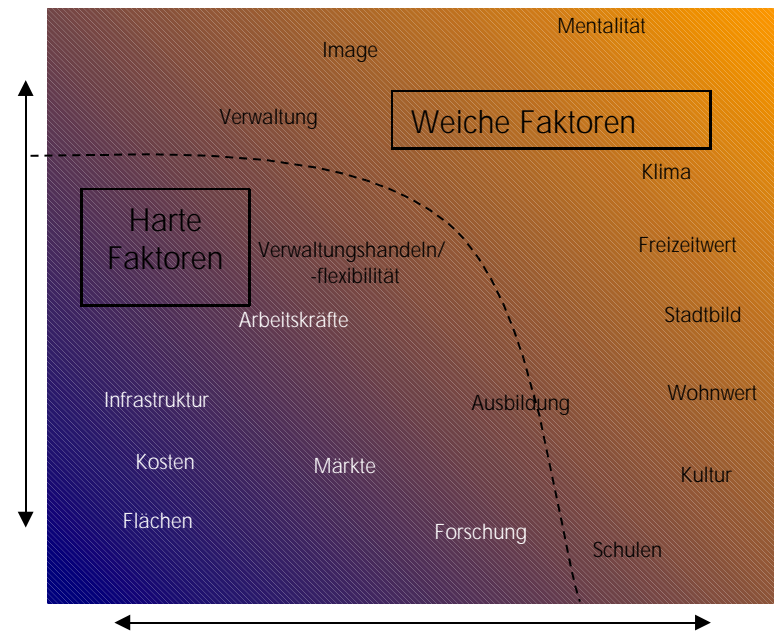 Mentalität
Image
Verwaltung
Weiche Faktoren
Klima
Harte
Faktoren
Verwaltungshandeln/
-flexibilität
Freizeitwert
Arbeitskräfte
Stadtbild
Infrastruktur
Ausbildung
Wohnwert
Kosten
Märkte
Kultur
Flächen
Forschung
Schulen